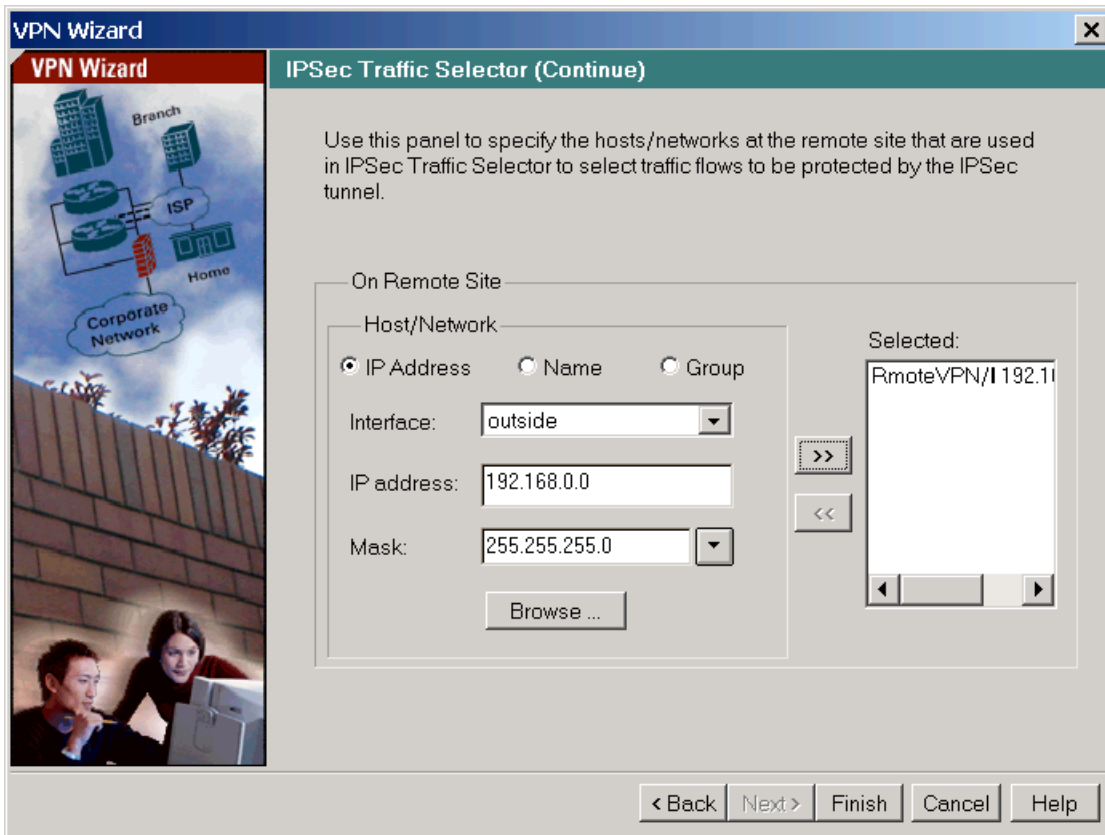 VPN Wizard
VPN Wizard
IPSec Traffic Selector (Continue)
Branch
ISP
Home
Corporate
Network
Use this panel to specify the hosts/networks at the remote site that are used
in IPSec Traffic Selector to select traffic flows to be protected by the IPSec
tunnel.
On Remote Site
Host/Network
IP Address
Name
Group
Interface:
outside
IP address:
192.168.0.0
Mask:
255.255.255.0
Browse ...
>>
<<
Selected:
RmoteVPN/I 192.1
< Back
Next >
Finish
Cancel
Help